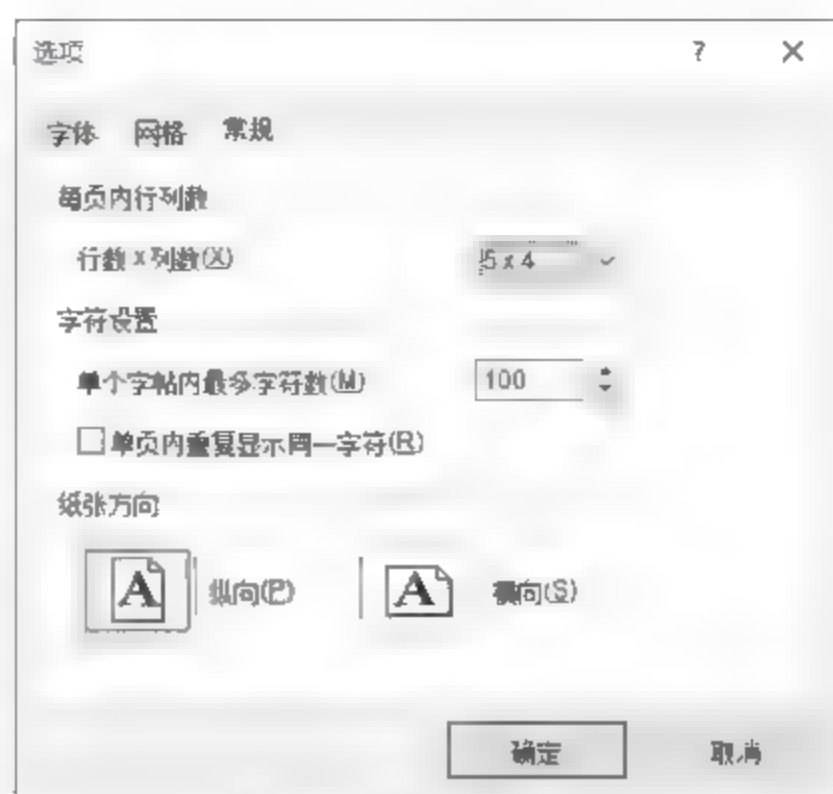 选项 ? ×
字体 网格 常规
每页内行列数
行数 x 列数(X) 5 x 4
字符设置
单个字帖内最多字符数(M) 100
单页内重复显示同一字符(R)
纸张方向
A 纵向(P) A 横向(S)
确定 取消